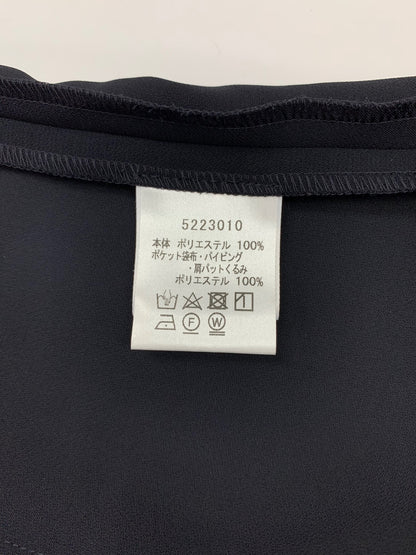 5223010
本体 ポリエステル 100%
ポケット袋布・パイピング
・肩パットくるみ
ポリエステル 100%
F W